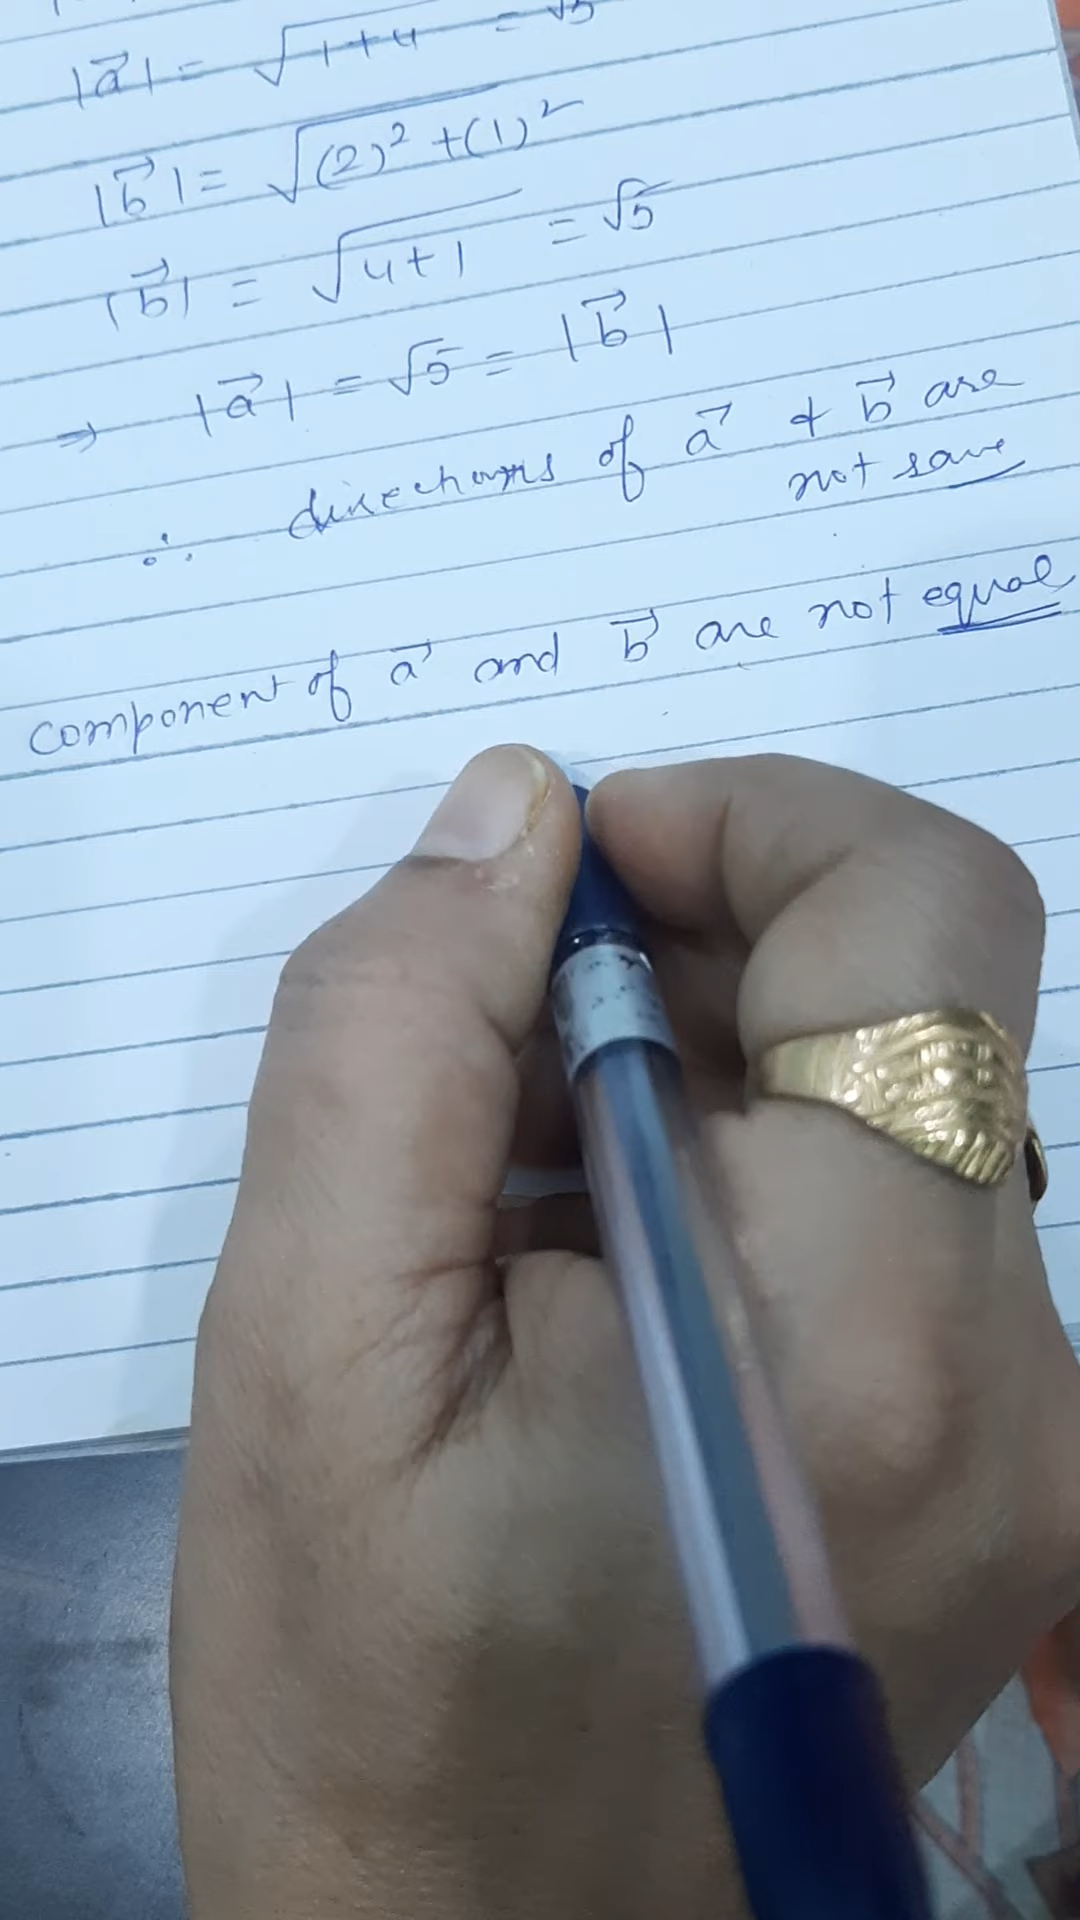 |a⃗| = √1+4 = √5
|b⃗| = √(2)² + (1)²
|b⃗| = √4+1 = √5
⇒ |a⃗| = √5 = |b⃗|
∴ directions of a⃗ & b⃗ are
not same
component of a⃗ and b⃗ are not equal